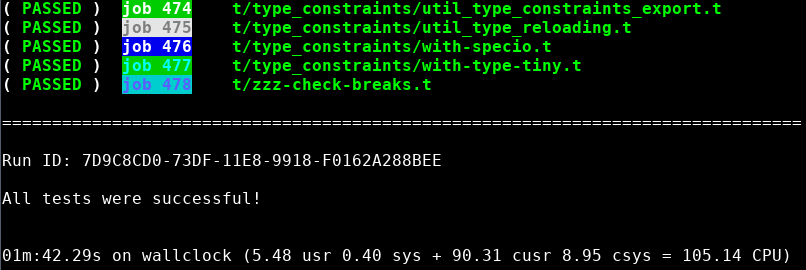 ( PASSED )  job 474    t/type_constraints/util_type_constraints_export.t
( PASSED )  job 475    t/type_constraints/util_type_reloading.t
( PASSED )  job 476    t/type_constraints/with-specio.t
( PASSED )  job 477    t/type_constraints/with-type-tiny.t
( PASSED )  job 478    t/zzz-check-breaks.t
================================================================================
Run ID: 7D9C8CD0-73DF-11E8-9918-F0162A288BEE
All tests were successful!
01m:42.29s on wallclock (5.48 usr 0.40 sys + 90.31 cusr 8.95 csys = 105.14 CPU)